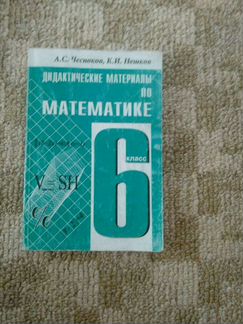 А.С. Чесноков, К.И. Нешков
ДИДАКТИЧЕСКИЕ МАТЕРИАЛЫ
ПО
МАТЕМАТИКЕ
6
класс
V=SH